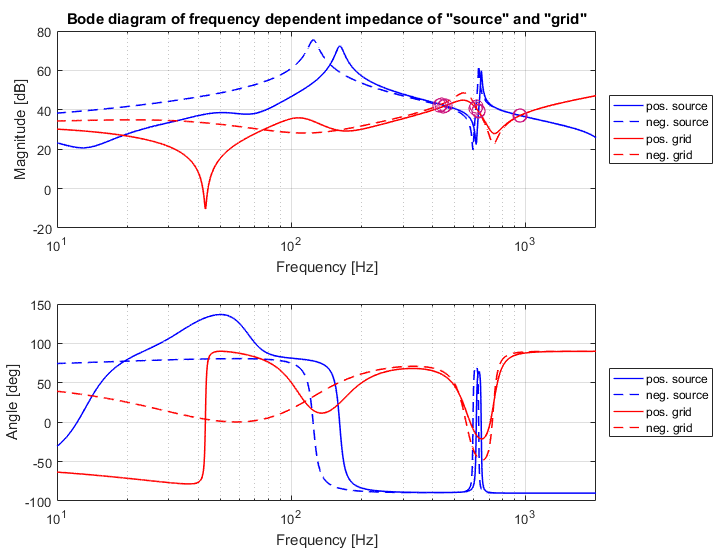 Bode diagram of frequency dependent impedance of "source" and "grid"
80
60
40
20
0
-20
Magnitude [dB]
10^1
10^2
10^3
Frequency [Hz]
pos. source
neg. source
pos. grid
neg. grid
150
100
50
0
-50
-100
Angle [deg]
10^1
10^2
10^3
Frequency [Hz]
pos. source
neg. source
pos. grid
neg. grid